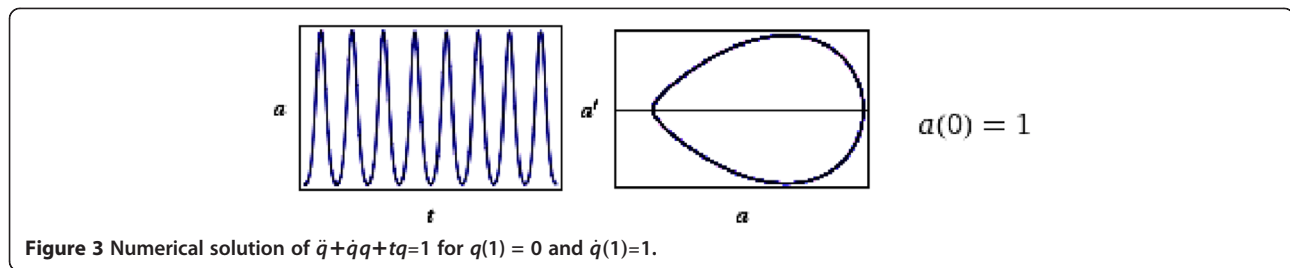 a
t
a'
a
a(0) = 1
Figure 3 Numerical solution of q̈+q̇q+tq=1 for q(1) = 0 and q̇(1)=1.